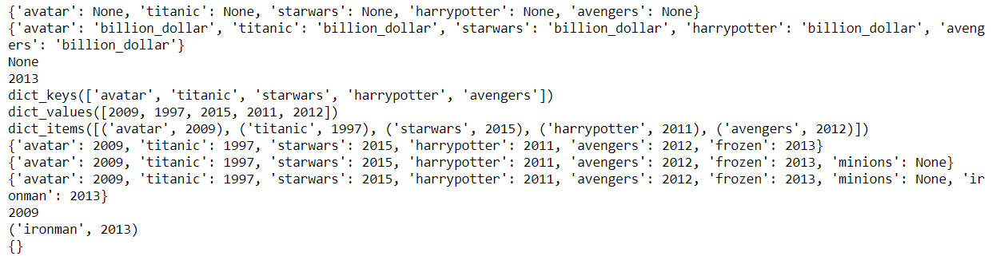 {'avatar': None, 'titanic': None, 'starwars': None, 'harrypotter': None, 'avengers': None}
{'avatar': 'billion_dollar', 'titanic': 'billion_dollar', 'starwars': 'billion_dollar', 'harrypotter': 'billion_dollar', 'aveng
ers': 'billion_dollar'}
None
2013
dict_keys(['avatar', 'titanic', 'starwars', 'harrypotter', 'avengers'])
dict_values([2009, 1997, 2015, 2011, 2012])
dict_items([('avatar', 2009), ('titanic', 1997), ('starwars', 2015), ('harrypotter', 2011), ('avengers', 2012)])
{'avatar': 2009, 'titanic': 1997, 'starwars': 2015, 'harrypotter': 2011, 'avengers': 2012, 'frozen': 2013}
{'avatar': 2009, 'titanic': 1997, 'starwars': 2015, 'harrypotter': 2011, 'avengers': 2012, 'frozen': 2013, 'minions': None}
{'avatar': 2009, 'titanic': 1997, 'starwars': 2015, 'harrypotter': 2011, 'avengers': 2012, 'frozen': 2013, 'minions': None, 'ir
onman': 2013}
2009
('ironman', 2013)
{}